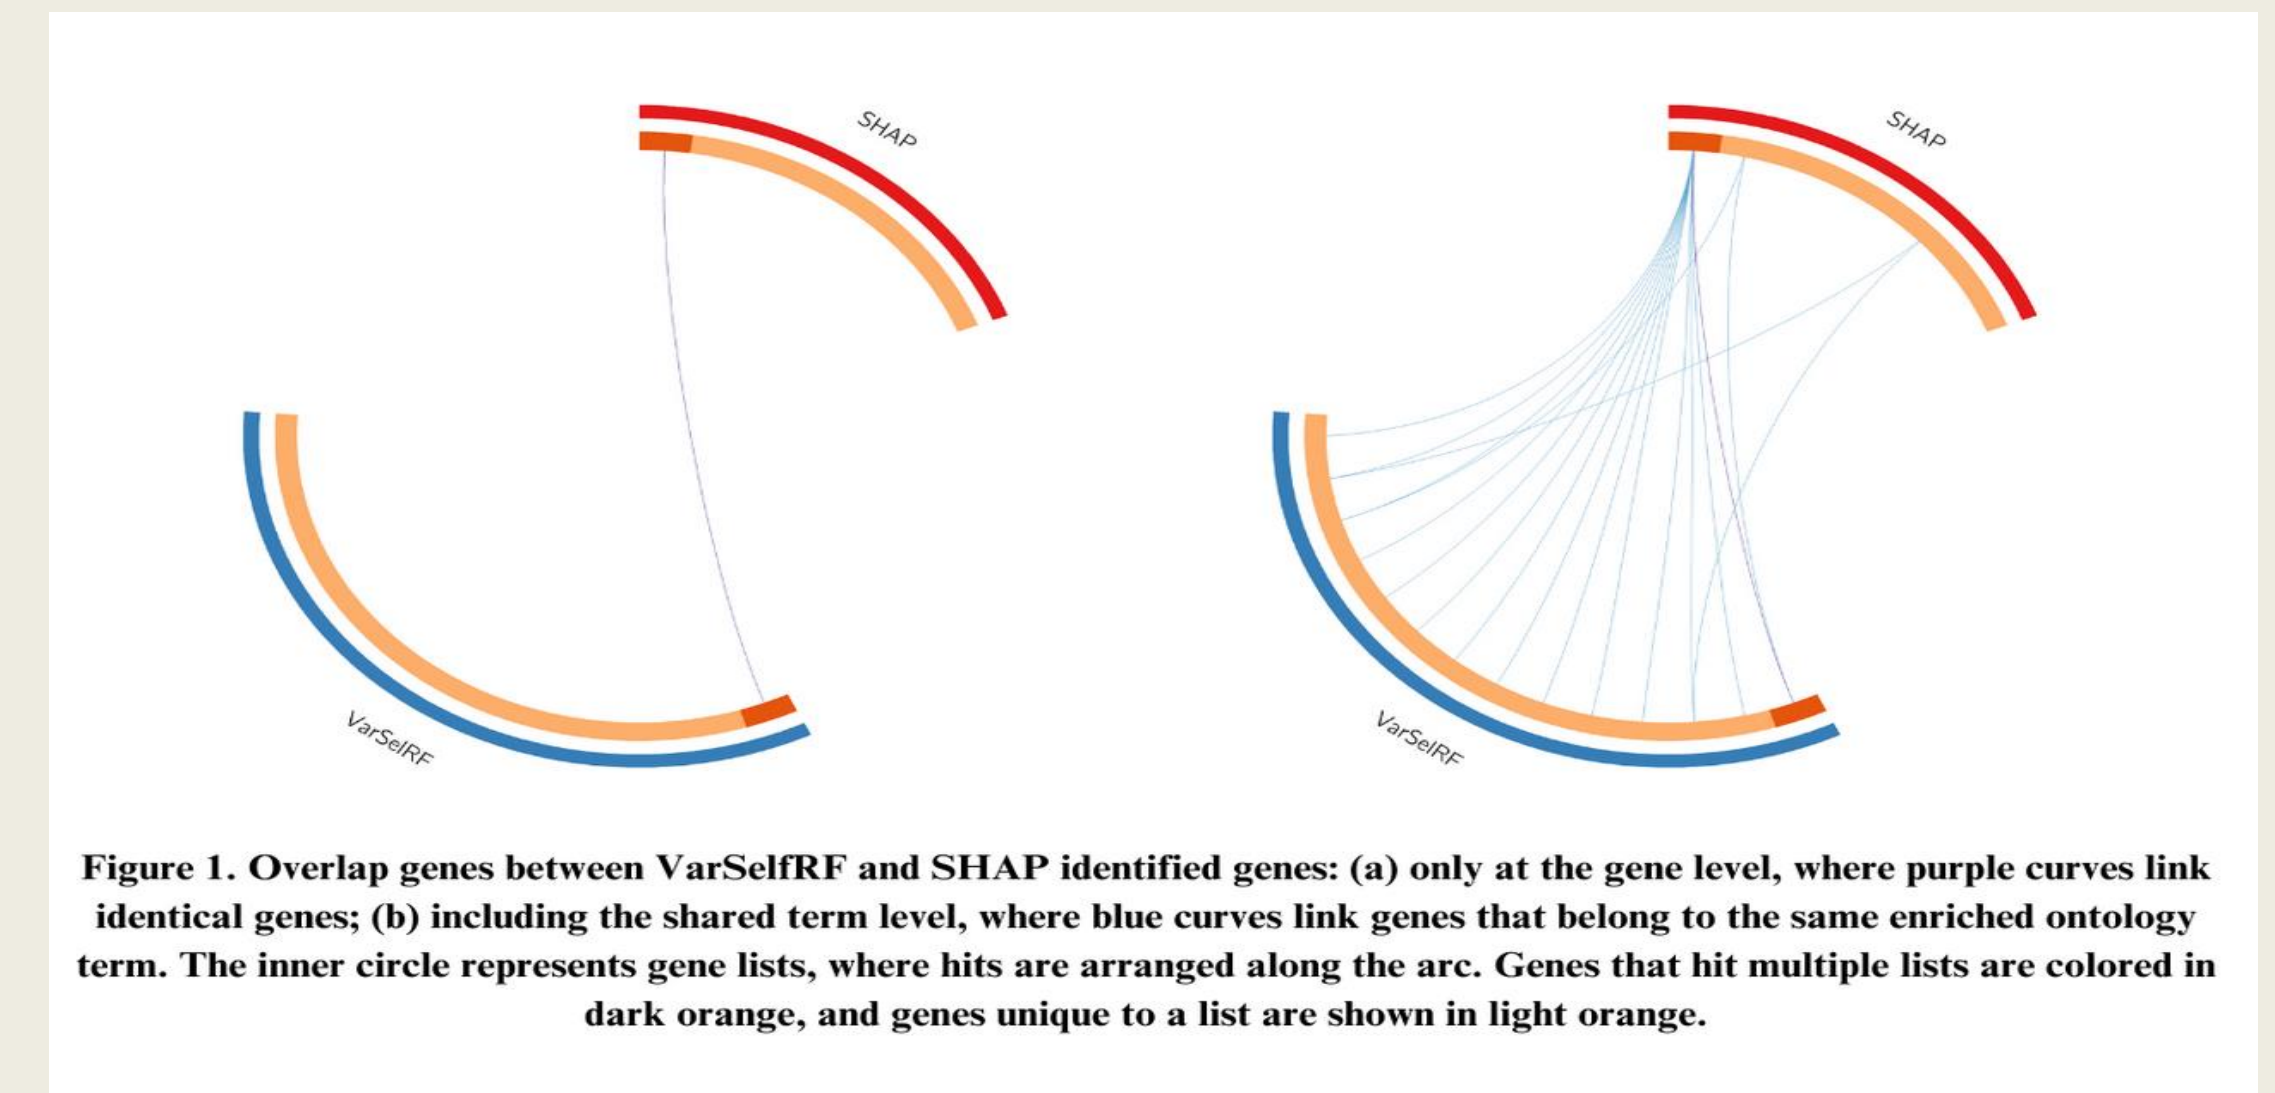 SHAP
SHAP
VarSelRF
VarSelRF
Figure 1. Overlap genes between VarSelfRF and SHAP identified genes: (a) only at the gene level, where purple curves link
identical genes; (b) including the shared term level, where blue curves link genes that belong to the same enriched ontology
term. The inner circle represents gene lists, where hits are arranged along the arc. Genes that hit multiple lists are colored in
dark orange, and genes unique to a list are shown in light orange.